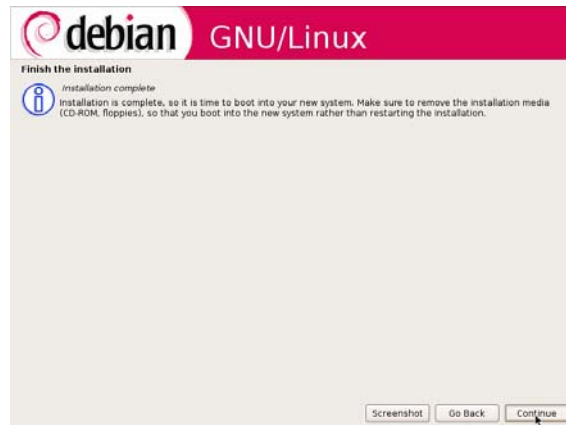 debian GNU/Linux
Finish the installation
Installation complete
Installation is complete, so it is time to boot into your new system. Make sure to remove the installation media
(CD-ROM, floppies), so that you boot into the new system rather than restarting the installation.
Screenshot Go Back Continue